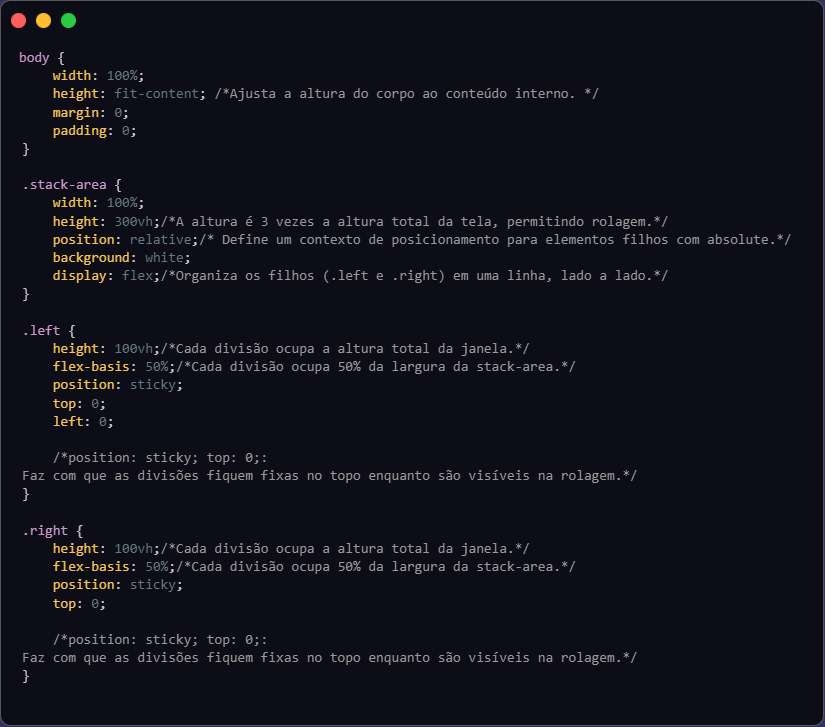 body {
    width: 100%;
    height: fit-content; /*Ajusta a altura do corpo ao conteúdo interno. */
    margin: 0;
    padding: 0;
}
.stack-area {
    width: 100%;
    height: 300vh;/*A altura é 3 vezes a altura total da tela, permitindo rolagem.*/
    position: relative;/* Define um contexto de posicionamento para elementos filhos com absolute.*/
    background: white;
    display: flex;/*Organiza os filhos (.left e .right) em uma linha, lado a lado.*/
}
.left {
    height: 100vh;/*Cada divisão ocupa a altura total da janela.*/
    flex-basis: 50%;/*Cada divisão ocupa 50% da largura da stack-area.*/
    position: sticky;
    top: 0;
    left: 0;
    /*position: sticky; top: 0;:
Faz com que as divisões fiquem fixas no topo enquanto são visíveis na rolagem.*/
}
.right {
    height: 100vh;/*Cada divisão ocupa a altura total da janela.*/
    flex-basis: 50%;/*Cada divisão ocupa 50% da largura da stack-area.*/
    position: sticky;
    top: 0;
    /*position: sticky; top: 0;:
Faz com que as divisões fiquem fixas no topo enquanto são visíveis na rolagem.*/
}